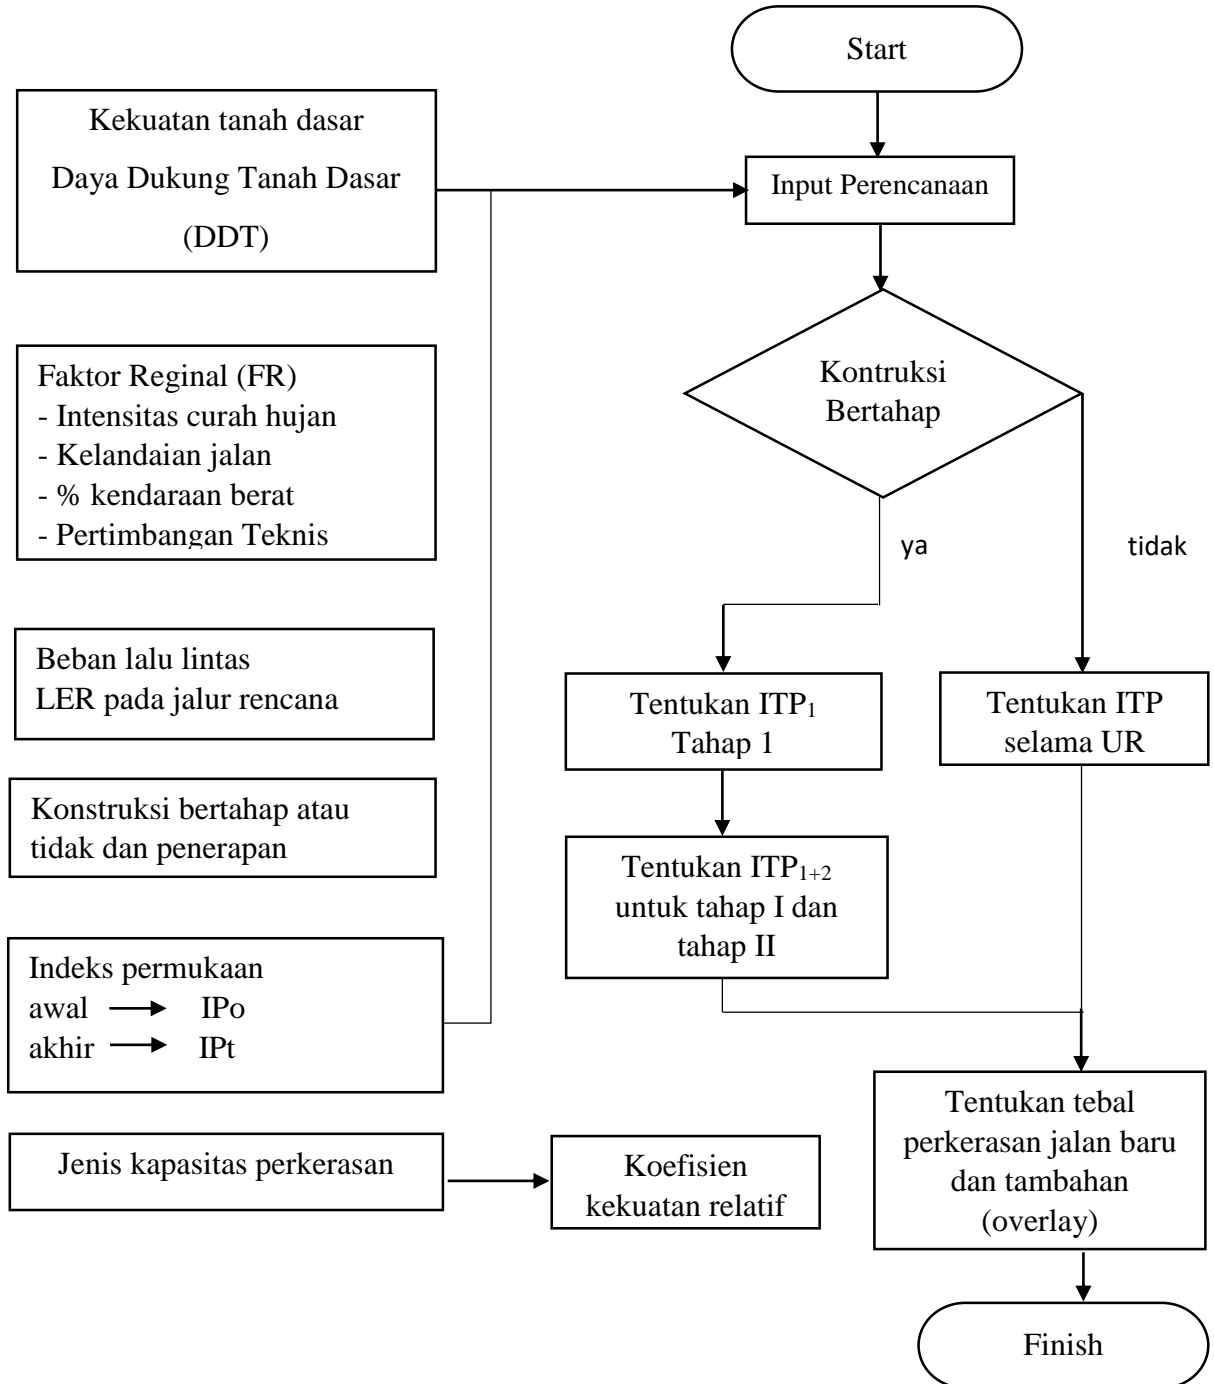 Start
Kekuatan tanah dasar
Daya Dukung Tanah Dasar
(DDT)
Input Perencanaan
Faktor Reginal (FR)
- Intensitas curah hujan
- Kelandaian jalan
- % kendaraan berat
- Pertimbangan Teknis
Kontruksi
Bertahap
ya
tidak
Beban lalu lintas
LER pada jalur rencana
Tentukan ITP₁
Tahap 1
Tentukan ITP
selama UR
Konstruksi bertahap atau
tidak dan penerapan
Tentukan ITP₁₊₂
untuk tahap I dan
tahap II
Indeks permukaan
awal → IPo
akhir → IPt
Tentukan tebal
perkerasan jalan baru
dan tambahan
(overlay)
Jenis kapasitas perkerasan
Koefisien
kekuatan relatif
Finish